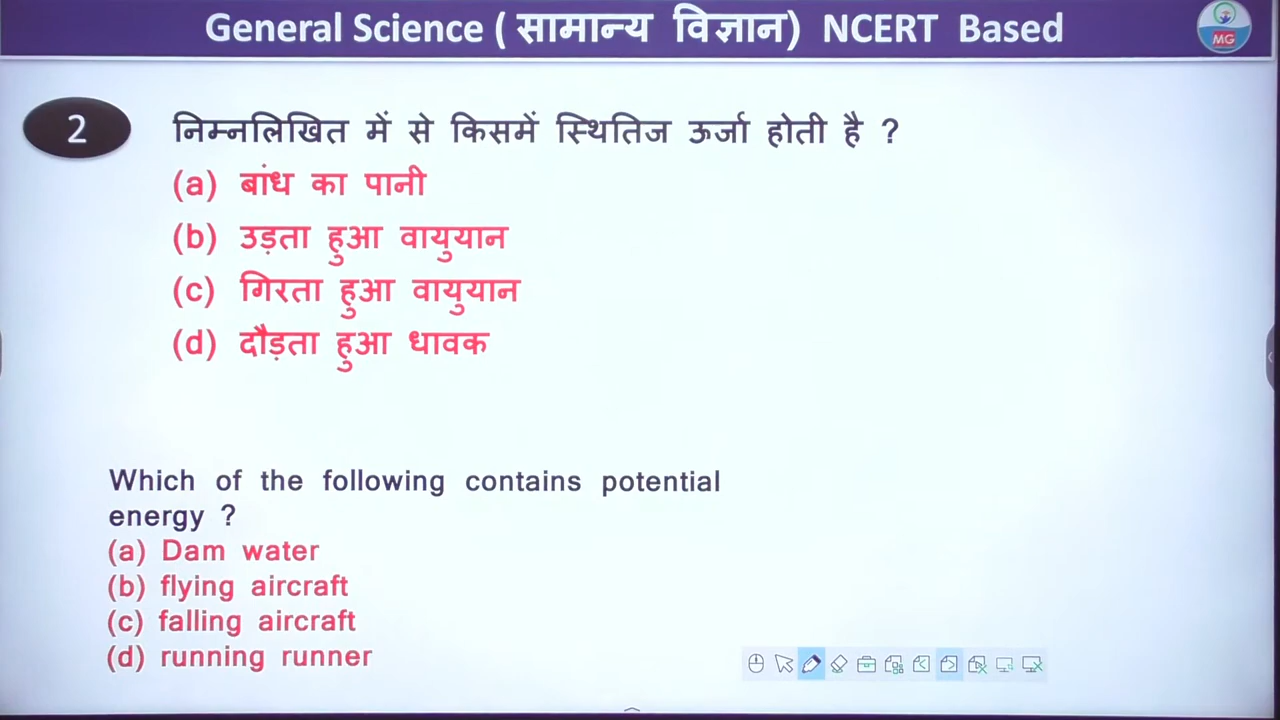 General Science ( सामान्य विज्ञान) NCERT Based
MG
2
निम्नलिखित में से किसमें स्थितिज ऊर्जा होती है ?
(a) बांध का पानी
(b) उड़ता हुआ वायुयान
(c) गिरता हुआ वायुयान
(d) दौड़ता हुआ धावक
Which of the following contains potential
energy ?
(a) Dam water
(b) flying aircraft
(c) falling aircraft
(d) running runner